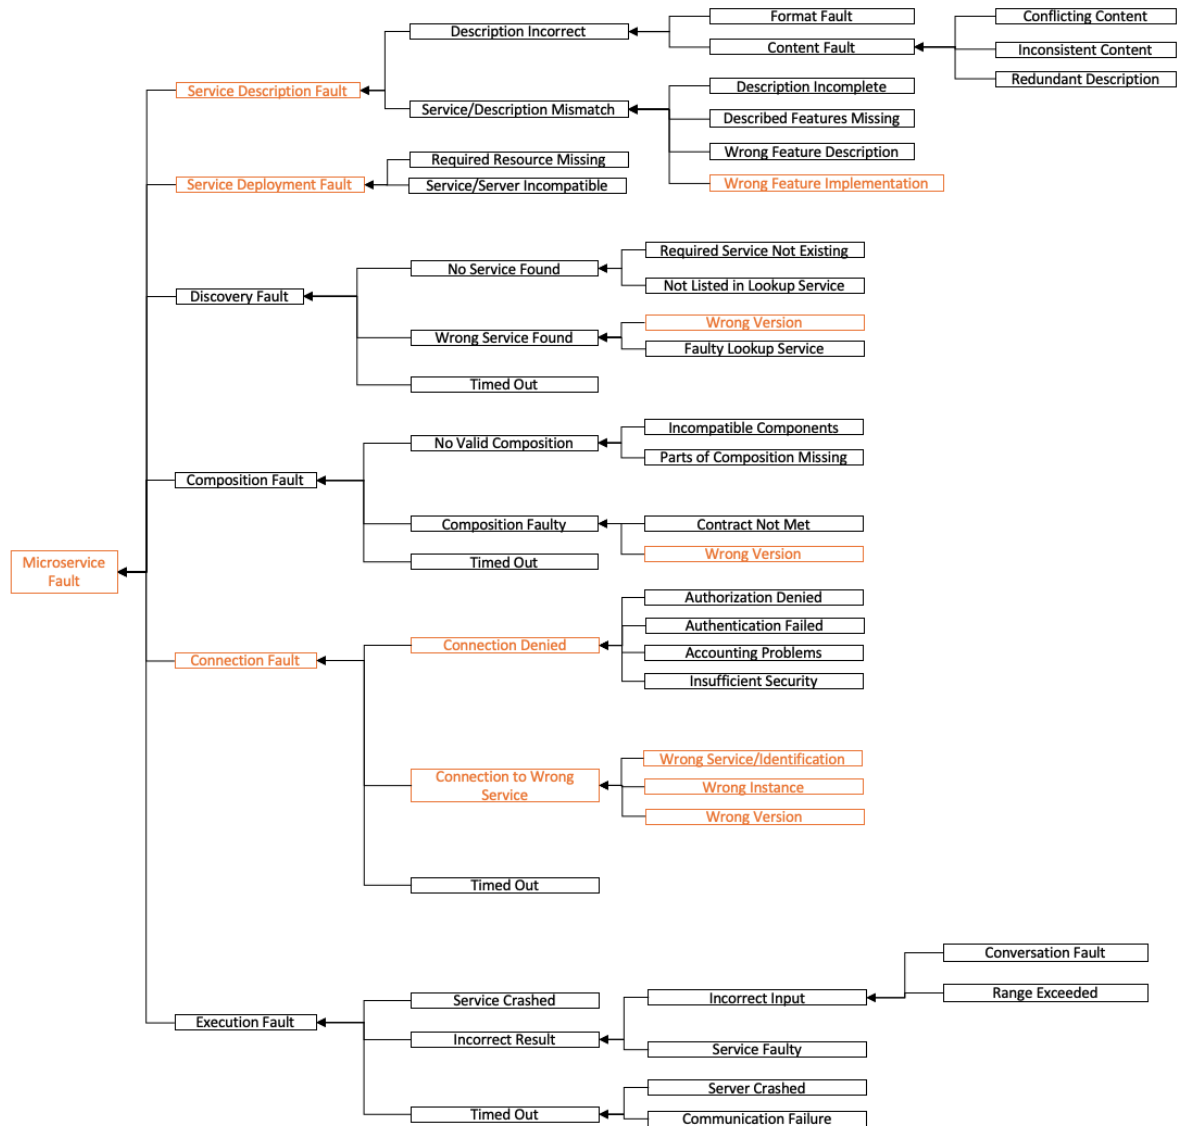 Format Fault
Conflicting Content
Description Incorrect
Content Fault
Inconsistent Content
Redundant Description
Service Description Fault
Description Incomplete
Service/Description Mismatch
Described Features Missing
Wrong Feature Description
Required Resource Missing
Service Deployment Fault
Service/Server Incompatible
Wrong Feature Implementation
Required Service Not Existing
No Service Found
Not Listed in Lookup Service
Discovery Fault
Wrong Version
Wrong Service Found
Faulty Lookup Service
Timed Out
Incompatible Components
No Valid Composition
Parts of Composition Missing
Composition Fault
Composition Faulty
Contract Not Met
Wrong Version
Timed Out
Microservice
Fault
Authorization Denied
Authentication Failed
Connection Denied
Accounting Problems
Connection Fault
Insufficient Security
Wrong Service/Identification
Connection to Wrong
Service
Wrong Instance
Wrong Version
Timed Out
Conversation Fault
Service Crashed
Incorrect Input
Range Exceeded
Execution Fault
Incorrect Result
Service Faulty
Server Crashed
Timed Out
Communication Failure